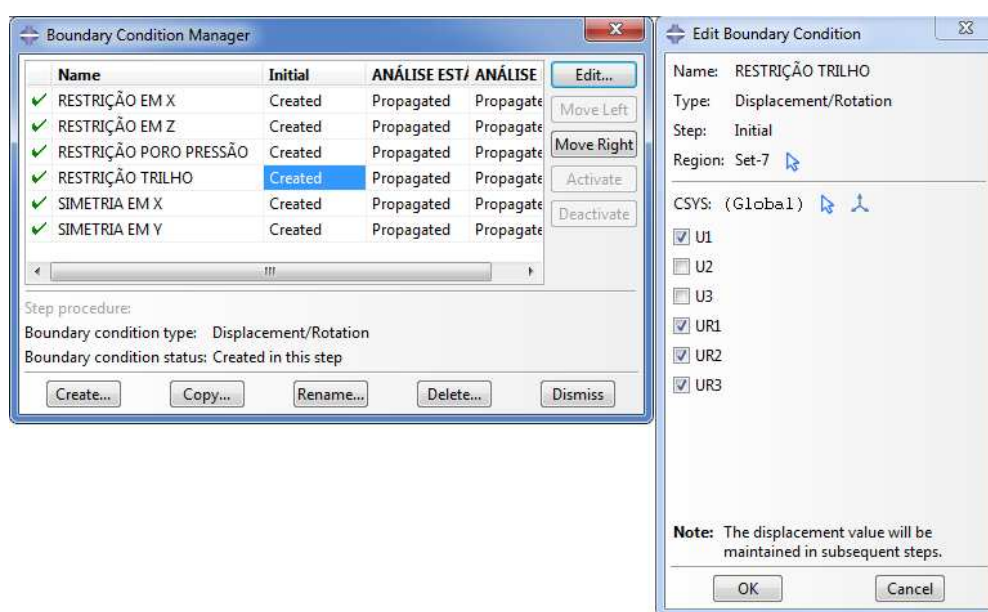 Boundary Condition Manager
Name Initial ANÁLISE ESTÁ ANÁLISE
RESTRIÇÃO EM X Created Propagated Propagate
RESTRIÇÃO EM Z Created Propagated Propagate
RESTRIÇÃO PORO PRESSÃO Created Propagated Propagate
RESTRIÇÃO TRILHO Created Propagated Propagate
SIMETRIA EM X Created Propagated Propagate
SIMETRIA EM Y Created Propagated Propagate
Edit...
Move Left
Move Right
Activate
Deactivate
Step procedure:
Boundary condition type: Displacement/Rotation
Boundary condition status: Created in this step
Create... Copy... Rename... Delete... Dismiss
Edit Boundary Condition
Name: RESTRIÇÃO TRILHO
Type: Displacement/Rotation
Step: Initial
Region: Set-7
CSYS: (Global)
U1
U2
U3
UR1
UR2
UR3
Note: The displacement value will be
maintained in subsequent steps.
OK Cancel